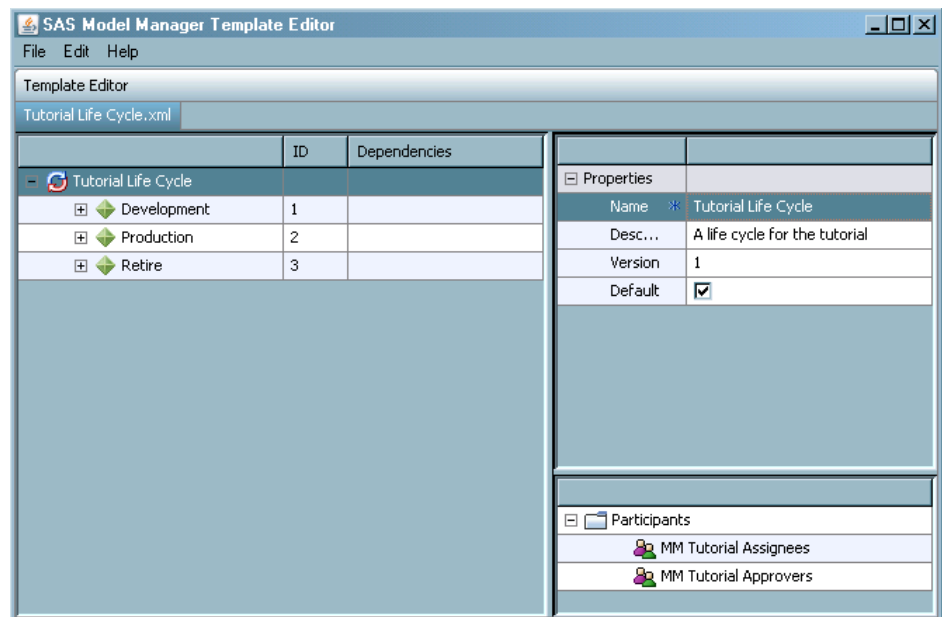 SAS Model Manager Template Editor
File Edit Help
Template Editor
Tutorial Life Cycle.xml
ID Dependencies
Tutorial Life Cycle
Development 1
Production 2
Retire 3
Properties
Name * Tutorial Life Cycle
Desc... A life cycle for the tutorial
Version 1
Default
Participants
MM Tutorial Assignees
MM Tutorial Approvers